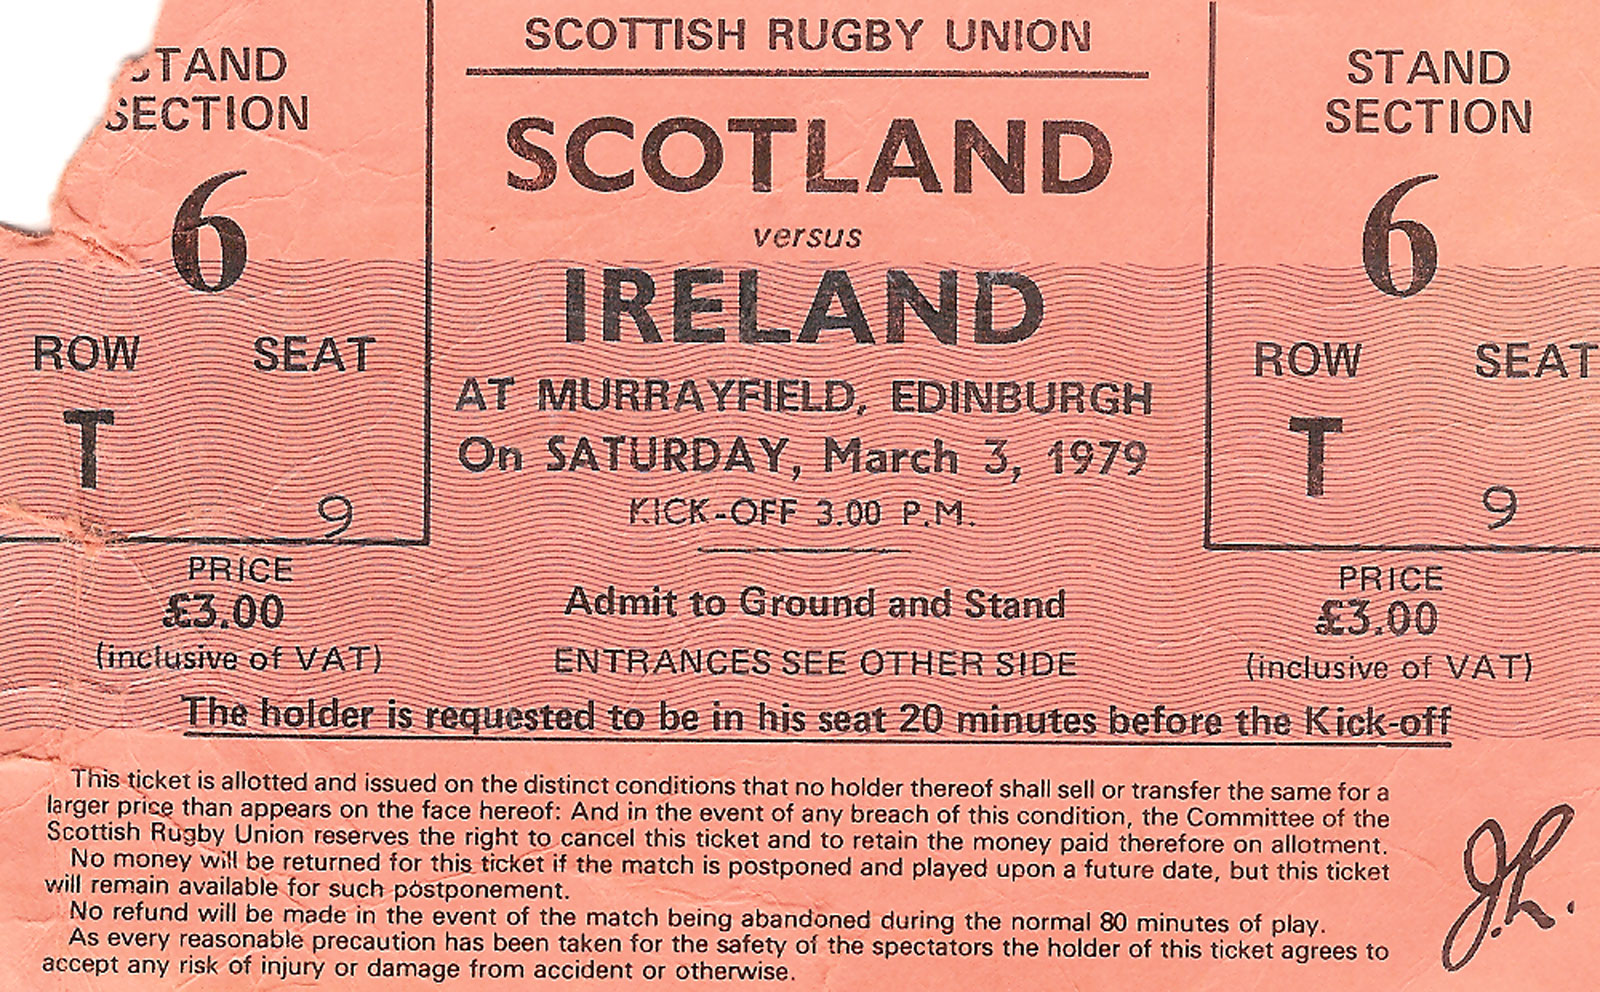 STAND
SECTION
6
ROW SEAT
T
9
PRICE
£3.00
(inclusive of VAT)
SCOTTISH RUGBY UNION
SCOTLAND
versus
IRELAND
AT MURRAYFIELD, EDINBURGH
On SATURDAY, March 3, 1979
KICK-OFF 3.00 P.M.
Admit to Ground and Stand
ENTRANCES SEE OTHER SIDE
STAND
SECTION
6
ROW SEAT
T
9
PRICE
£3.00
(inclusive of VAT)
The holder is requested to be in his seat 20 minutes before the Kick-off
This ticket is allotted and issued on the distinct conditions that no holder thereof shall sell or transfer the same for a
larger price than appears on the face hereof: And in the event of any breach of this condition, the Committee of the
Scottish Rugby Union reserves the right to cancel this ticket and to retain the money paid therefore on allotment.
No money will be returned for this ticket if the match is postponed and played upon a future date, but this ticket
will remain available for such postponement.
No refund will be made in the event of the match being abandoned during the normal 80 minutes of play.
As every reasonable precaution has been taken for the safety of the spectators the holder of this ticket agrees to
accept any risk of injury or damage from accident or otherwise.